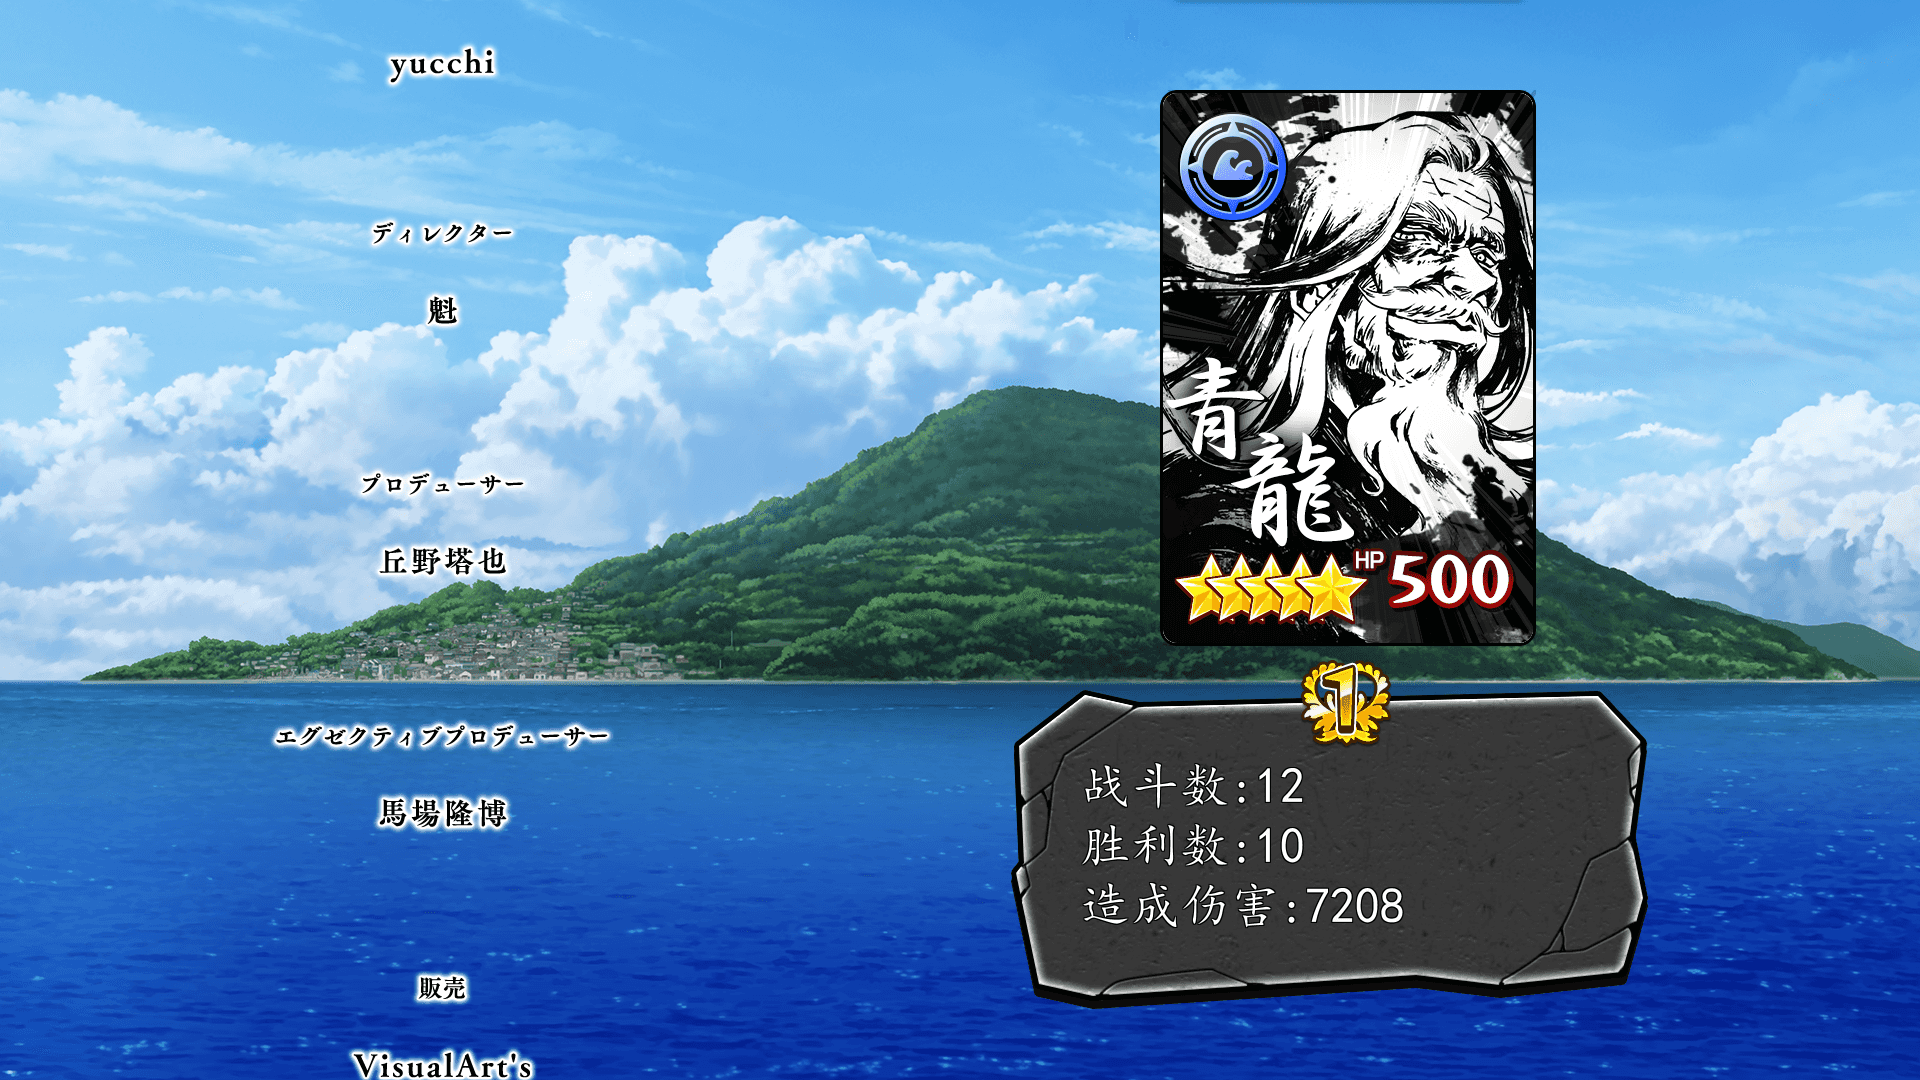 yucchi
ディレクター
魁
プロデューサー
丘野塔也
エグゼクティブプロデューサー
馬場隆博
販売
VisualArt's
青龍
HP 500
1
战斗数:12
胜利数:10
造成伤害:7208